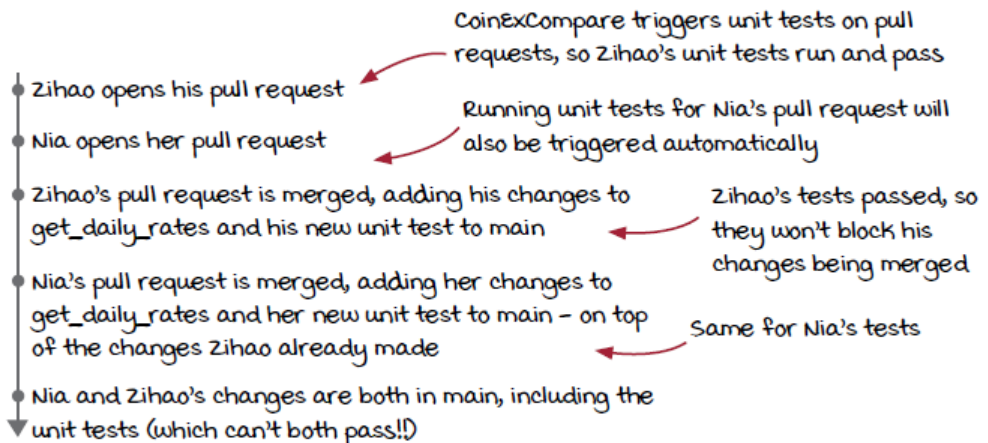 CoinExCompare triggers unit tests on pull
requests, so Zihao's unit tests run and pass
Zihao opens his pull request
Running unit tests for Nia's pull request will
also be triggered automatically
Nia opens her pull request
Zihao's pull request is merged, adding his changes to
get_daily_rates and his new unit test to main
Zihao's tests passed, so
they won't block his
changes being merged
Nia's pull request is merged, adding her changes to
get_daily_rates and her new unit test to main – on top
of the changes Zihao already made
Same for Nia's tests
Nia and Zihao's changes are both in main, including the
unit tests (which can't both pass!!)